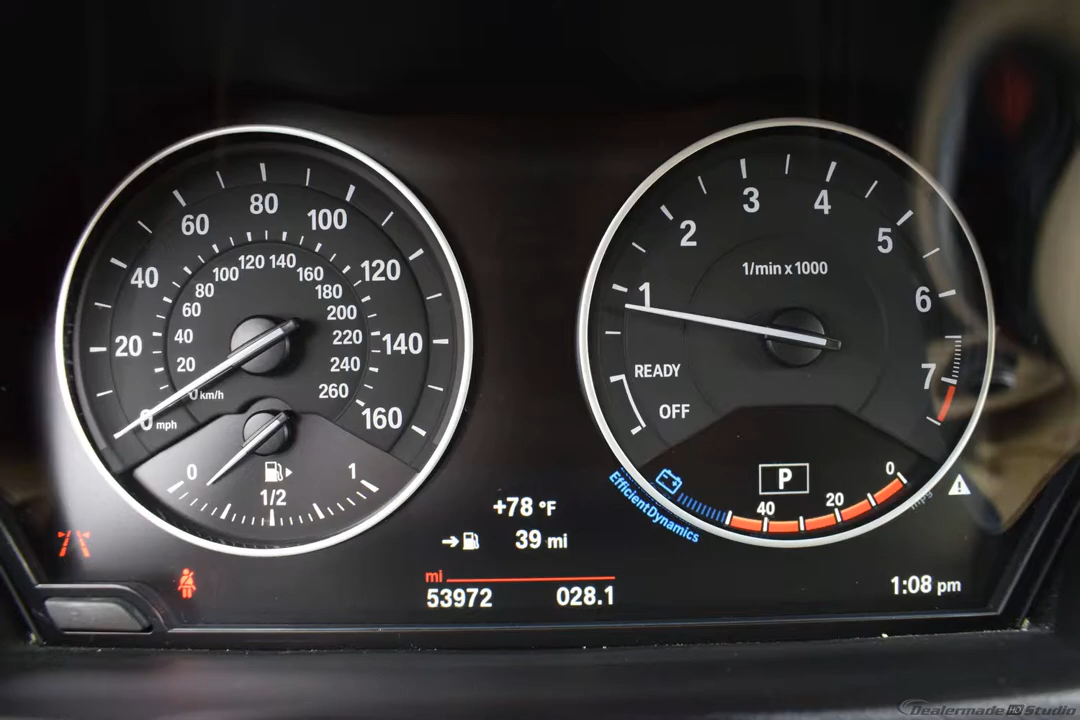 80
60
100
40
120
20
140
0 mph
160
100 120 140
80
160
60
180
40
200
20
220
0 km/h
240
260
0
1/2
1
3
4
2
5
1/min x 1000
1
6
READY
7
OFF
P
0
20
40
EfficientDynamics
mpg
+78 °F
39 mi
mi
53972
028.1
1:08 pm
Dealermade HD Studio